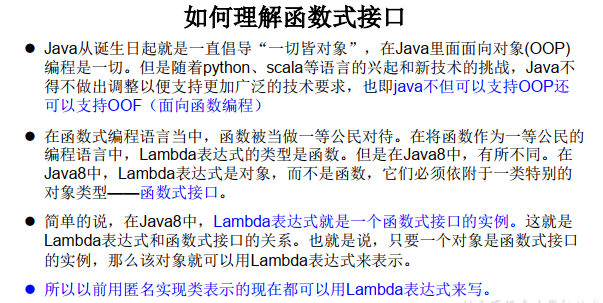 如何理解函数式接口
● Java从诞生日起就是一直倡导“一切皆对象”，在Java里面面向对象(OOP)
编程是一切。但是随着python、scala等语言的兴起和新技术的挑战，Java不
得不做出调整以便支持更加广泛的技术要求，也即java不但可以支持OOP还
可以支持OOF（面向函数编程）
● 在函数式编程语言当中，函数被当做一等公民对待。在将函数作为一等公民的
编程语言中，Lambda表达式的类型是函数。但是在Java8中，有所不同。在
Java8中，Lambda表达式是对象，而不是函数，它们必须依附于一类特别的
对象类型——函数式接口。
● 简单的说，在Java8中，Lambda表达式就是一个函数式接口的实例。这就是
Lambda表达式和函数式接口的关系。也就是说，只要一个对象是函数式接口
的实例，那么该对象就可以用Lambda表达式来表示。
● 所以以前用匿名实现类表示的现在都可以用Lambda表达式来写。